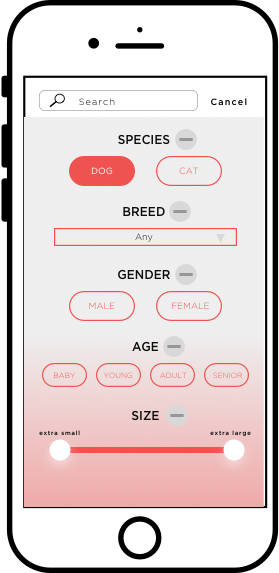 Search Cancel
SPECIES
DOG CAT
BREED
Any
GENDER
MALE FEMALE
AGE
BABY YOUNG ADULT SENIOR
SIZE
extra small extra large